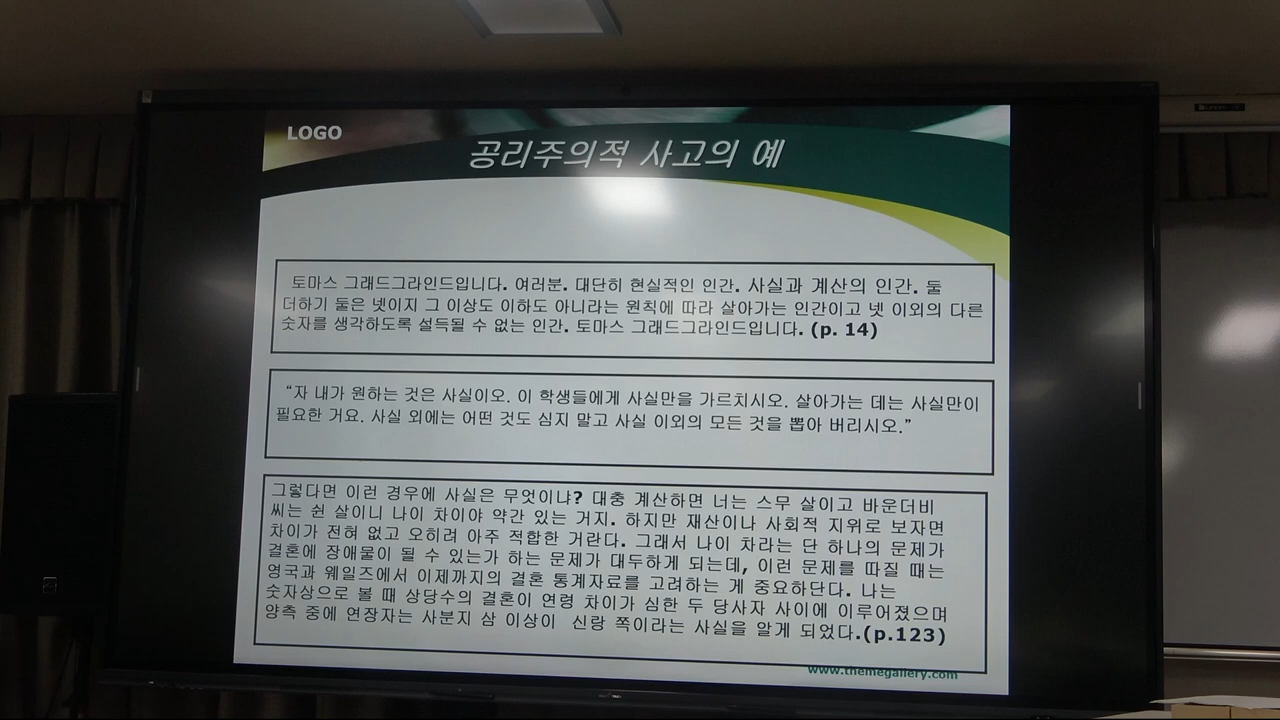 LOGO
공리주의적 사고의 예
토마스 그래드그라인드입니다. 여러분. 대단히 현실적인 인간. 사실과 계산의 인간. 둘
더하기 둘은 넷이지 그 이상도 이하도 아니라는 원칙에 따라 살아가는 인간이고 넷 이외의 다른
숫자를 생각하도록 설득될 수 없는 인간. 토마스 그래드그라인드입니다. (p. 14)
“자 내가 원하는 것은 사실이오. 이 학생들에게 사실만을 가르치시오. 살아가는 데는 사실만이
필요한 거요. 사실 외에는 어떤 것도 심지 말고 사실 이외의 모든 것을 뽑아 버리시오.”
그렇다면 이런 경우에 사실은 무엇이냐? 대충 계산하면 너는 스무 살이고 바운더비
씨는 쉰 살이니 나이 차이야 약간 있는 거지. 하지만 재산이나 사회적 지위로 보자면
차이가 전혀 없고 오히려 아주 적합한 거란다. 그래서 나이 차라는 단 하나의 문제가
결혼에 장애물이 될 수 있는가 하는 문제가 대두하게 되는데, 이런 문제를 따질 때는
영국과 웨일즈에서 이제까지의 결혼 통계자료를 고려하는 게 중요하단다. 나는
숫자상으로 볼 때 상당수의 결혼이 연령 차이가 심한 두 당사자 사이에 이루어졌으며
양측 중에 연장자는 사분지 삼 이상이 신랑 쪽이라는 사실을 알게 되었다.(p.123)
www.themegallery.com